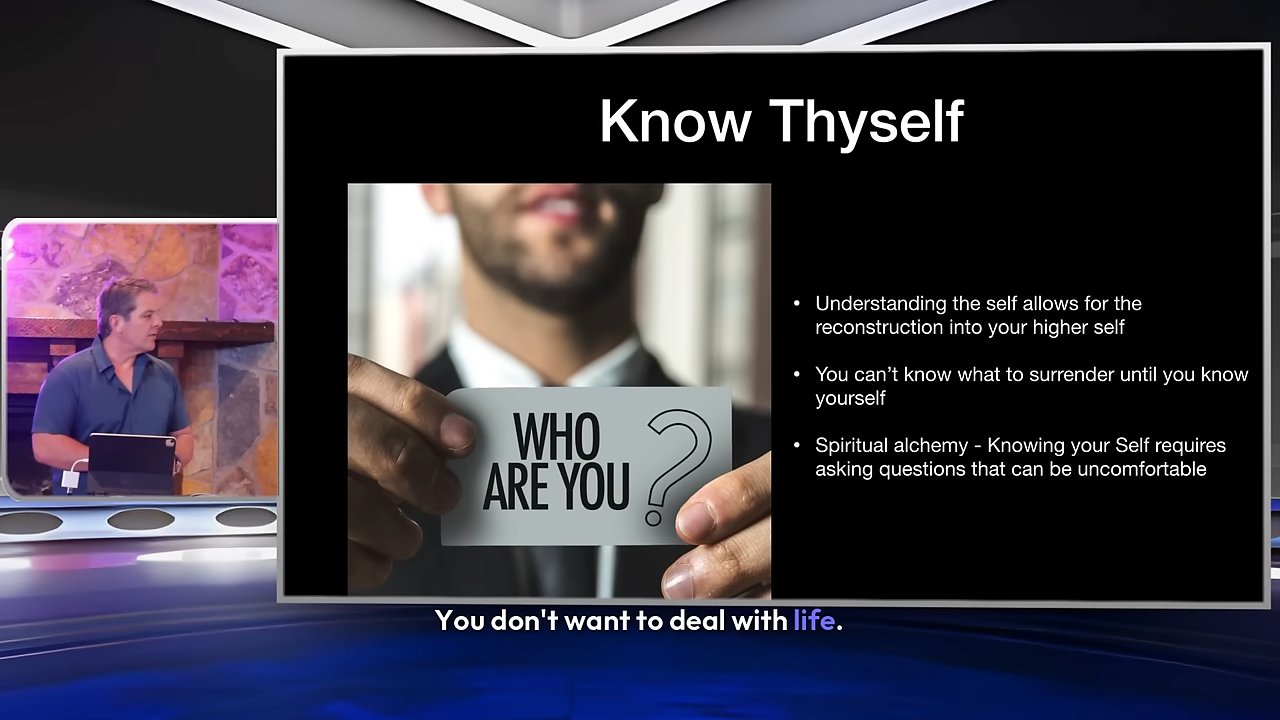 Know Thyself
WHO
ARE YOU ?
• Understanding the self allows for the
reconstruction into your higher self
• You can’t know what to surrender until you know
yourself
• Spiritual alchemy - Knowing your Self requires
asking questions that can be uncomfortable
You don't want to deal with life.